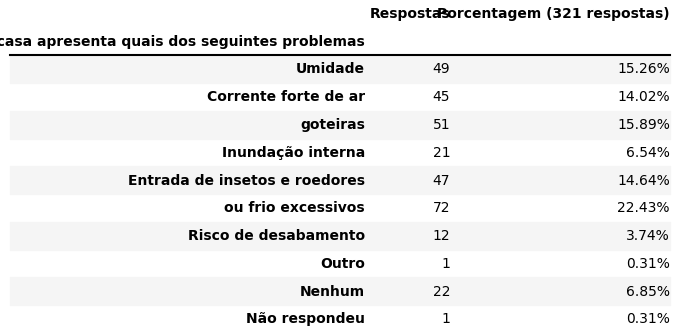 Respostas Porcentagem (321 respostas)
casa apresenta quais dos seguintes problemas
Umidade 49 15.26%
Corrente forte de ar 45 14.02%
goteiras 51 15.89%
Inundação interna 21 6.54%
Entrada de insetos e roedores 47 14.64%
ou frio excessivos 72 22.43%
Risco de desabamento 12 3.74%
Outro 1 0.31%
Nenhum 22 6.85%
Não respondeu 1 0.31%